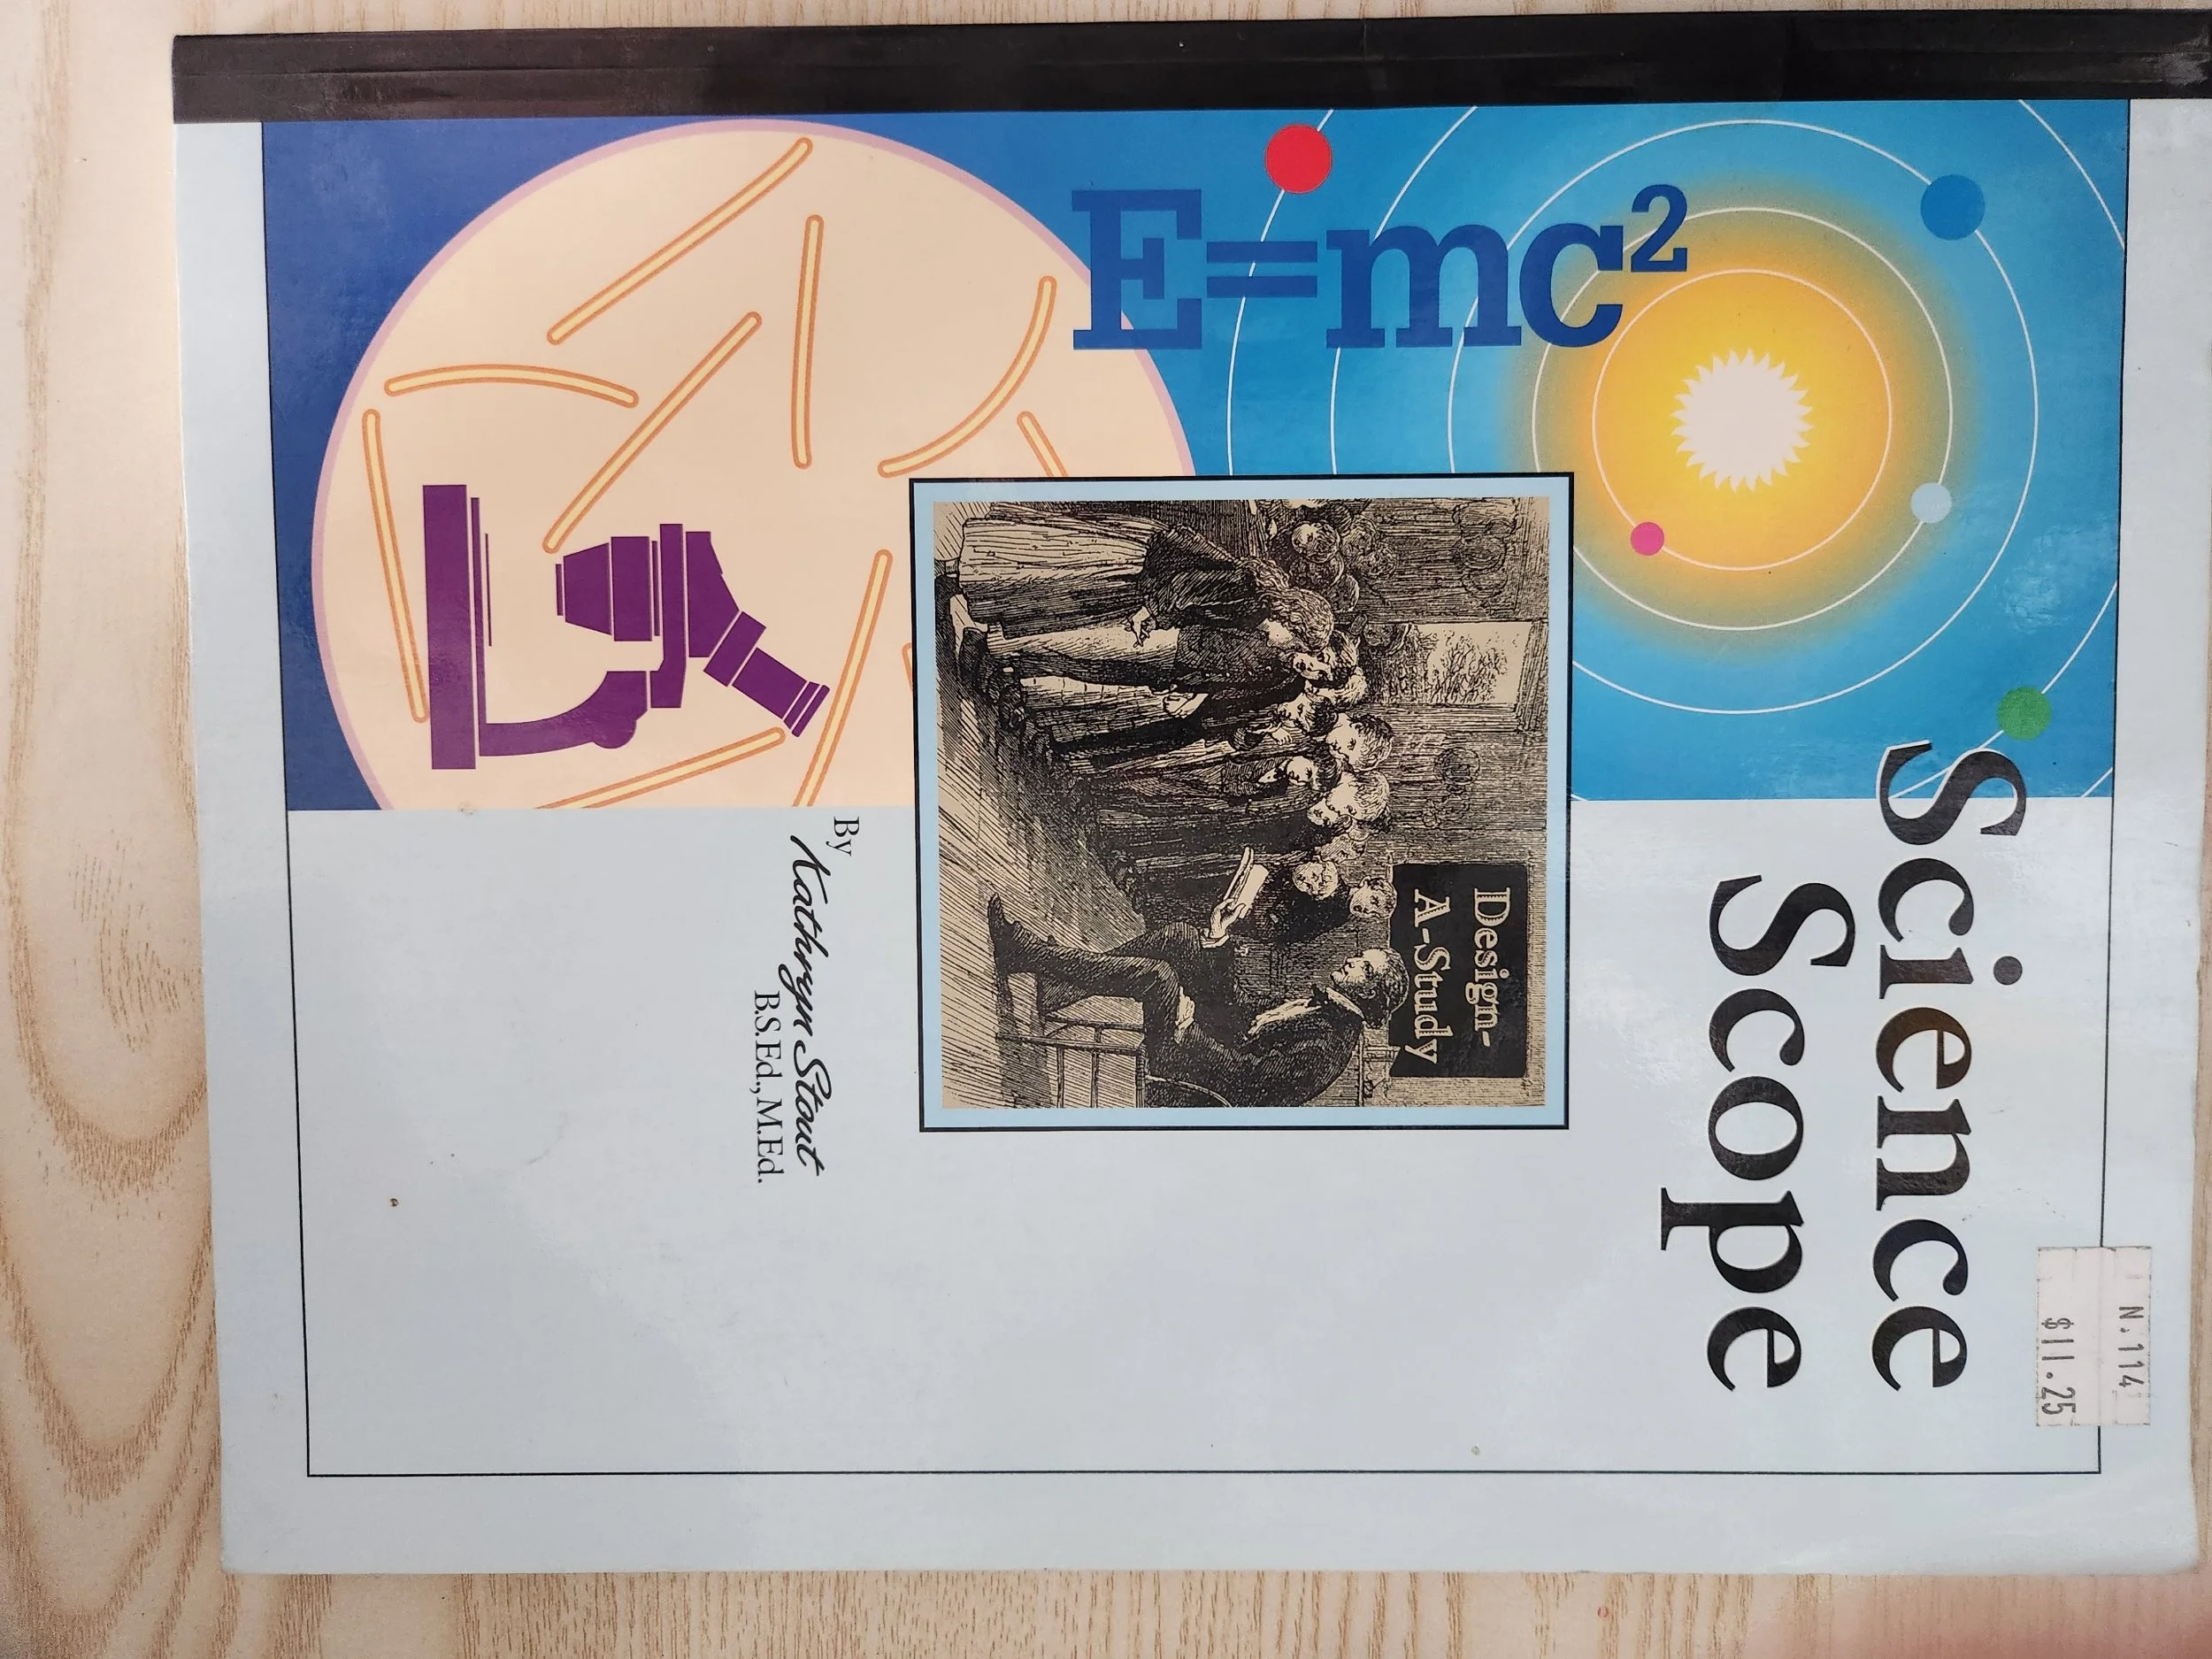 N.114
$11.25
Science
Scope
E=mc²
Design-
A-Study
By
Kathryn Stout
B.S.Ed.,M.Ed.